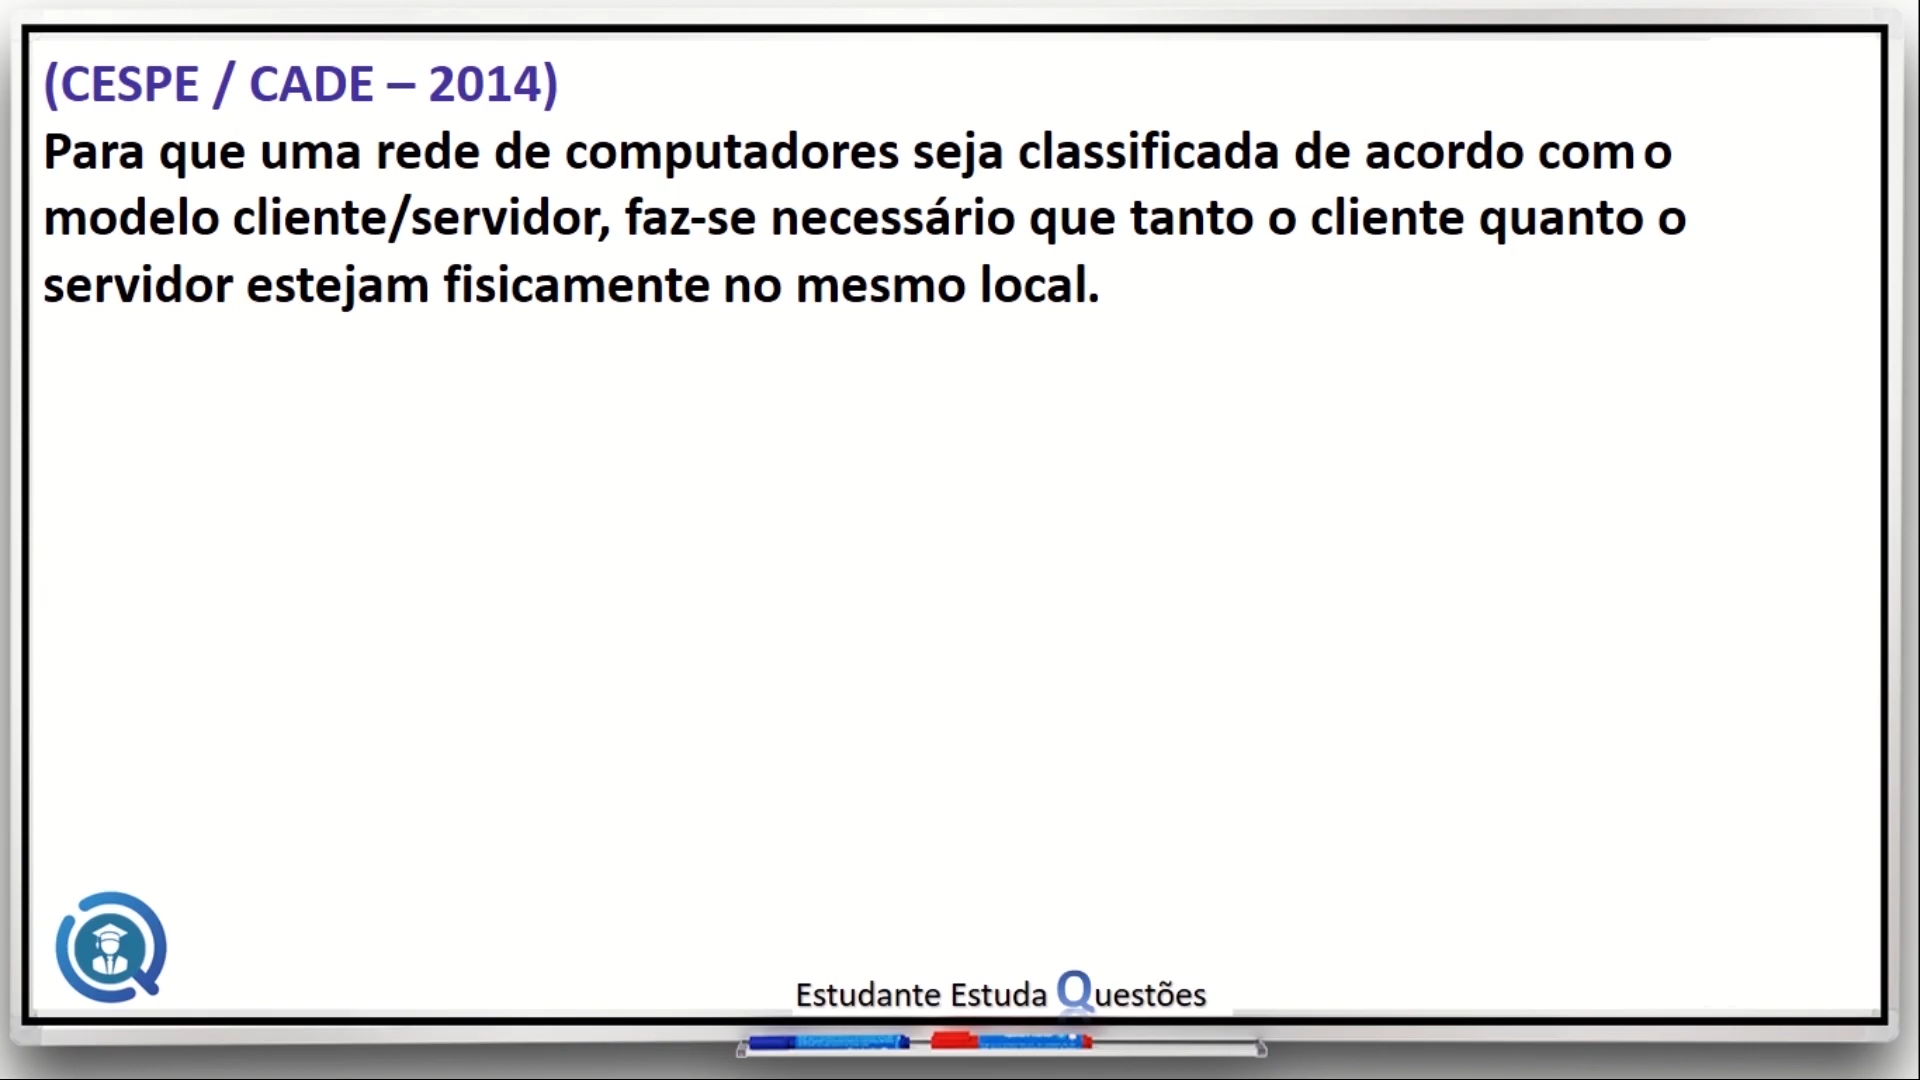 (CESPE / CADE – 2014)
Para que uma rede de computadores seja classificada de acordo com o
modelo cliente/servidor, faz-se necessário que tanto o cliente quanto o
servidor estejam fisicamente no mesmo local.
Estudante Estuda Questões